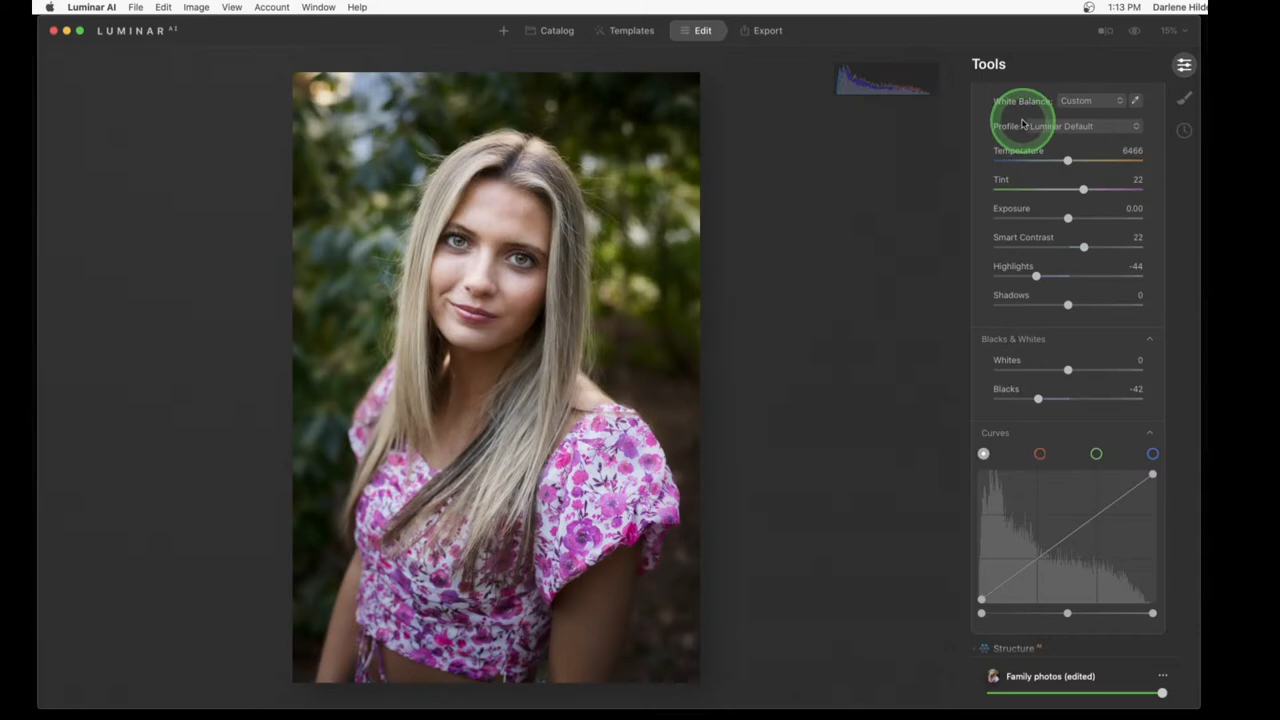 Luminar AI File Edit Image View Account Window Help 1:13 PM Darlene Hild
LUMINAR AI + Catalog Templates Edit Export 15%
Tools
White Balance: Custom
Profile: Luminar Default
Temperature 6466
Tint 22
Exposure 0.00
Smart Contrast 22
Highlights -44
Shadows 0
Blacks & Whites
Whites 0
Blacks -42
Curves
Structure AI
Family photos (edited) ...